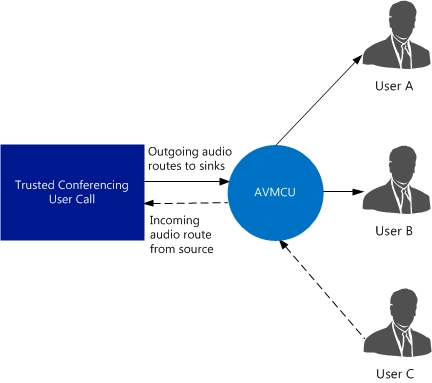 User A
Outgoing audio
routes to sinks
Trusted Conferencing
User Call
AVMCU
Incoming
audio route
from source
User B
User C